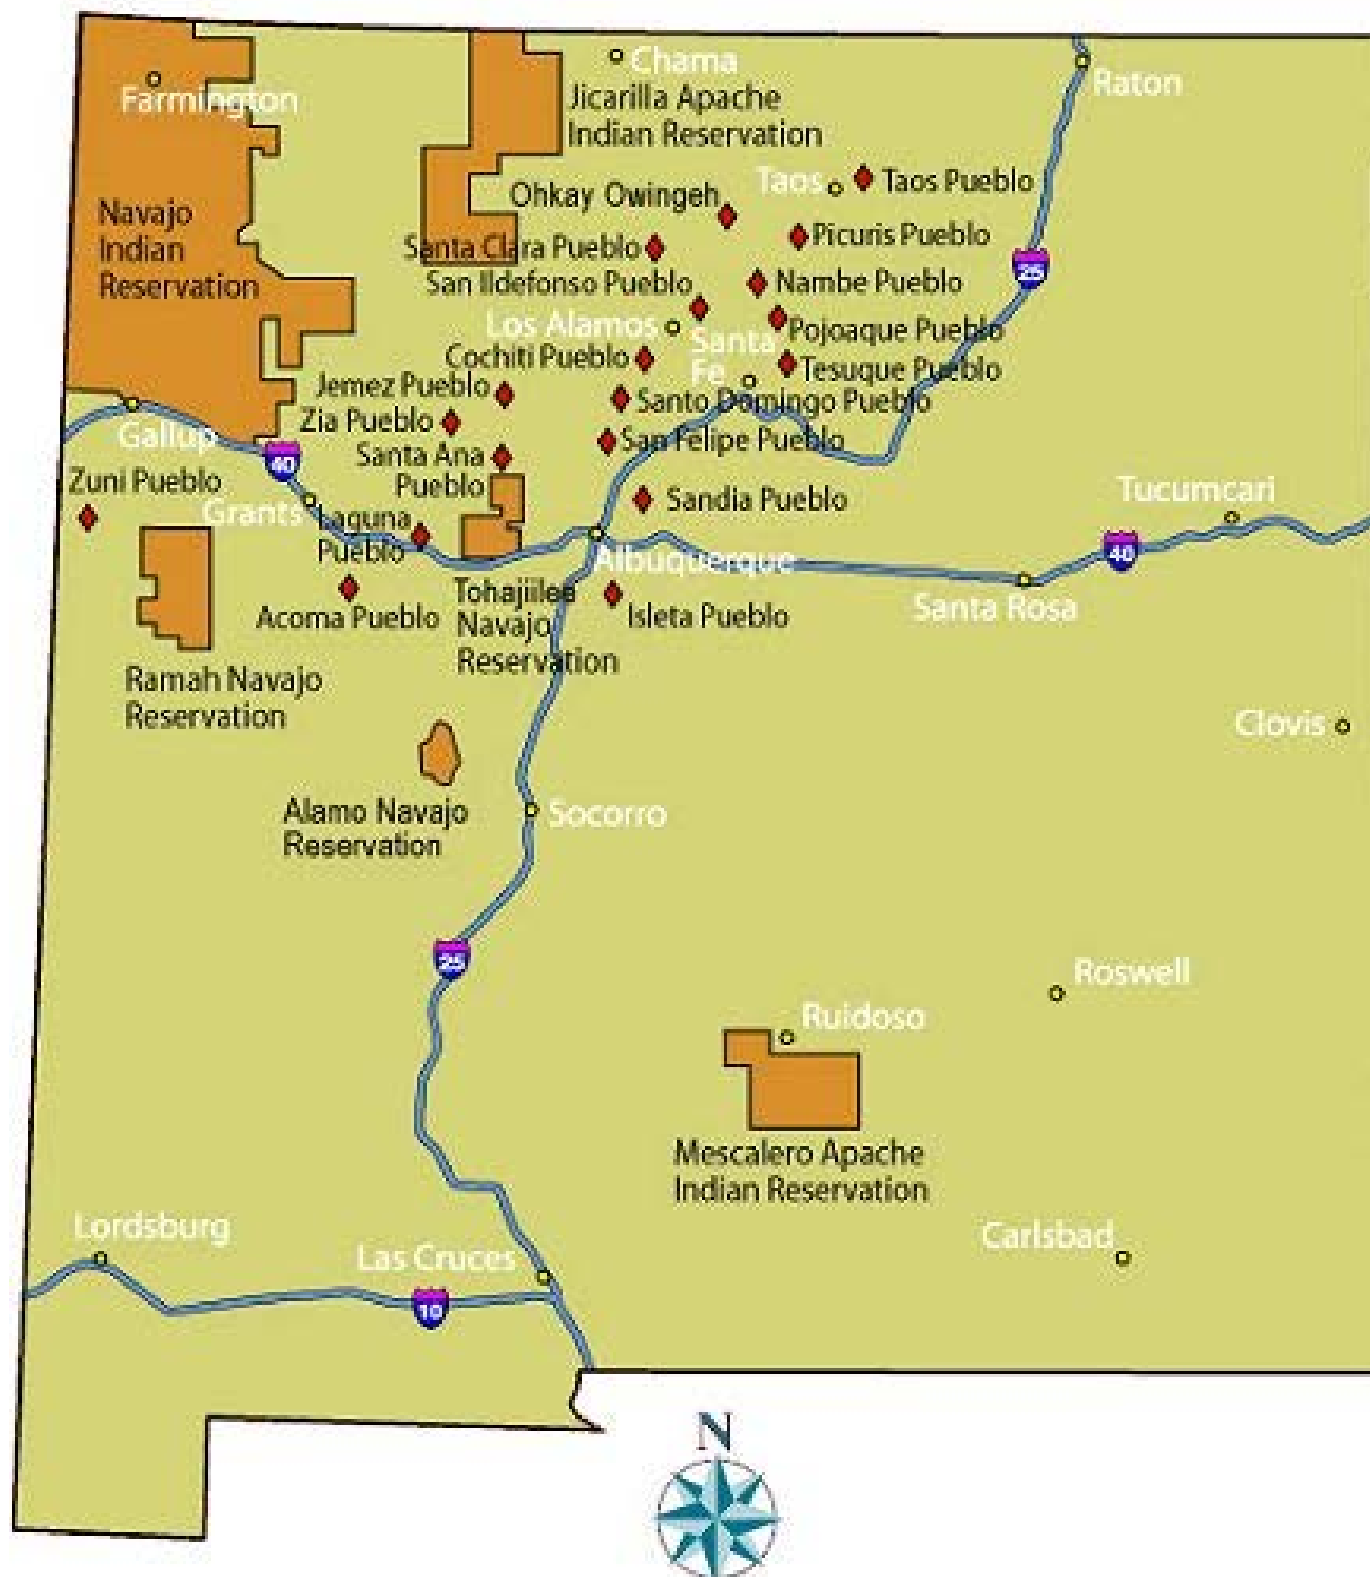 Chama
Raton
Farmington
Jicarilla Apache
Indian Reservation
Taos
Taos Pueblo
Ohkay Owingeh
Navajo
Indian
Reservation
Picuris Pueblo
Santa Clara Pueblo
25
San Ildefonso Pueblo
Nambe Pueblo
Los Alamos
Pojoaque Pueblo
Santa
Fe
Cochiti Pueblo
Tesuque Pueblo
Jemez Pueblo
Santo Domingo Pueblo
Zia Pueblo
Gallup
San Felipe Pueblo
Santa Ana
Pueblo
40
Zuni Pueblo
Tucumcari
Sandia Pueblo
Grants
Laguna
Pueblo
40
Albuquerque
Tohajiilee
Navajo
Reservation
Santa Rosa
Acoma Pueblo
Isleta Pueblo
Ramah Navajo
Reservation
Clovis
Alamo Navajo
Reservation
Socorro
25
Roswell
Ruidoso
Mescalero Apache
Indian Reservation
Lordsburg
Las Cruces
Carlsbad
10
N